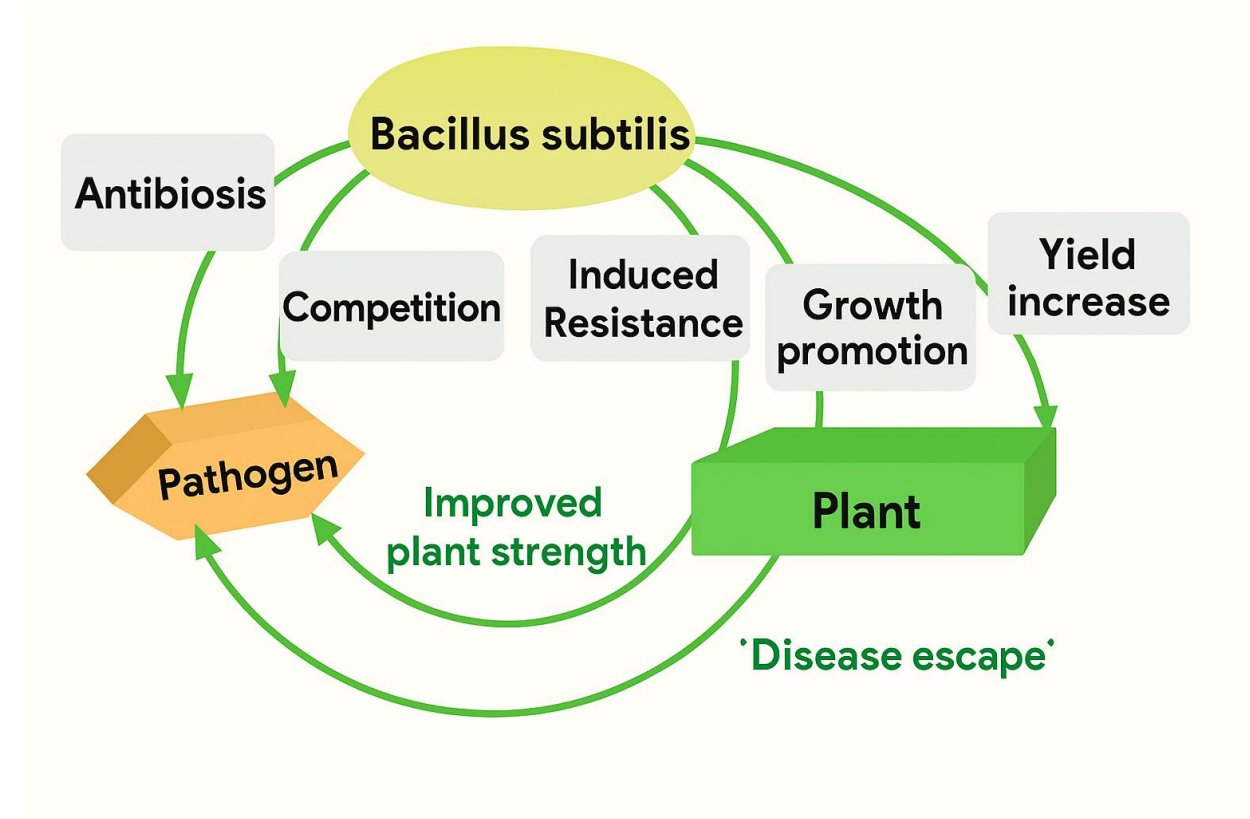 Bacillus subtilis
Antibiosis
Competition
Induced
Resistance
Growth
promotion
Yield
increase
Pathogen
Improved
plant strength
Plant
'Disease escape'